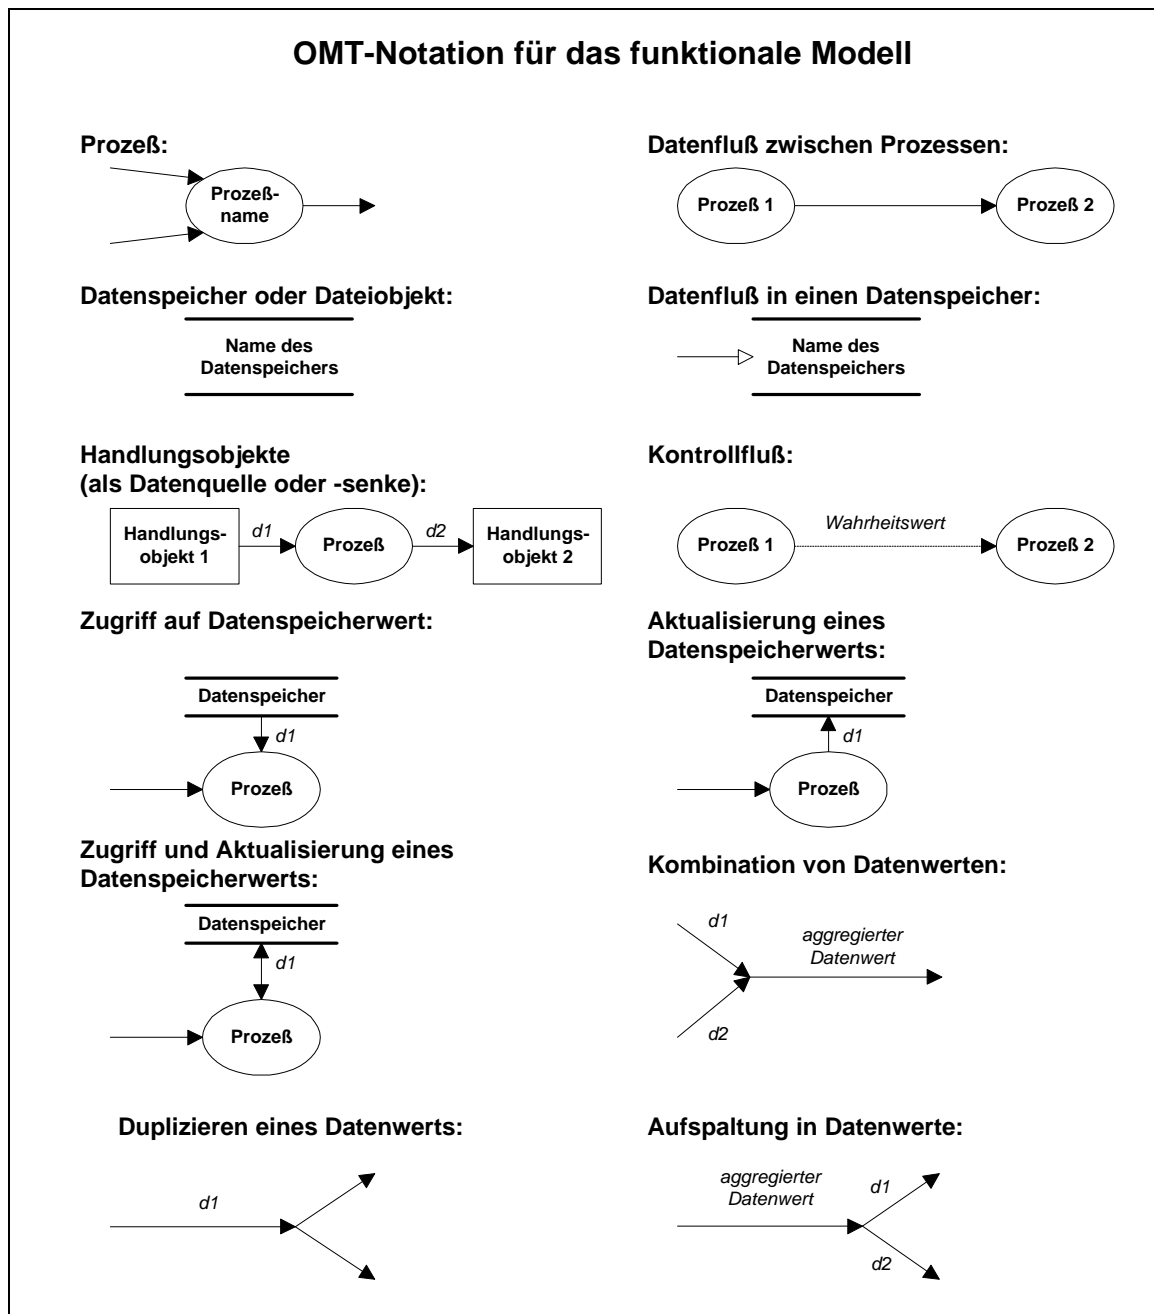 OMT-Notation für das funktionale Modell
Prozeß:
Prozeß-
name
Datenfluß zwischen Prozessen:
Prozeß 1
Prozeß 2
Datenspeicher oder Dateiobjekt:
Name des
Datenspeichers
Datenfluß in einen Datenspeicher:
Name des
Datenspeichers
Handlungsobjekte
(als Datenquelle oder -senke):
Handlungs-
objekt 1
d1
Prozeß
d2
Handlungs-
objekt 2
Kontrollfluß:
Prozeß 1
Wahrheitswert
Prozeß 2
Zugriff auf Datenspeicherwert:
Datenspeicher
d1
Prozeß
Aktualisierung eines
Datenspeicherwerts:
Datenspeicher
d1
Prozeß
Zugriff und Aktualisierung eines
Datenspeicherwerts:
Datenspeicher
d1
Prozeß
Kombination von Datenwerten:
d1
aggregierter
Datenwert
d2
Duplizieren eines Datenwerts:
d1
Aufspaltung in Datenwerte:
aggregierter
Datenwert
d1
d2